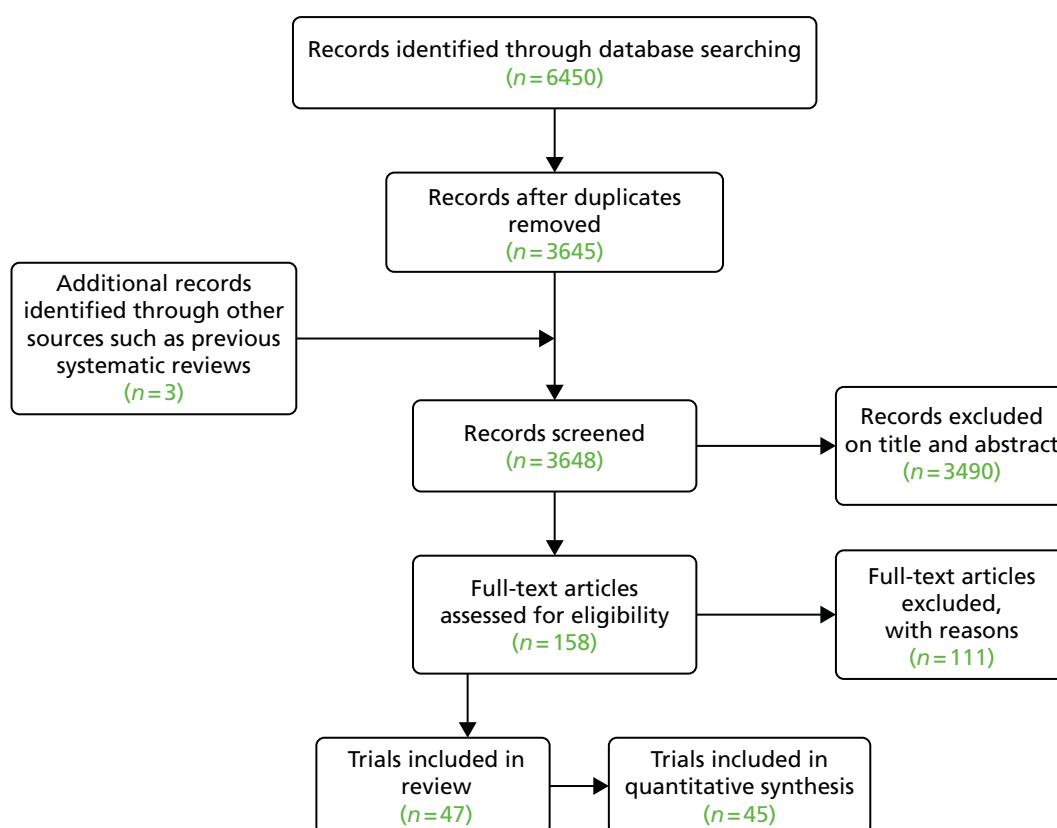 Records identified through database searching
(n=6450)
Records after duplicates
removed
(n=3645)
Additional records
identified through other
sources such as previous
systematic reviews
(n=3)
Records screened
(n=3648)
Records excluded
on title and abstract
(n=3490)
Full-text articles
assessed for eligibility
(n=158)
Full-text articles
excluded,
with reasons
(n=111)
Trials included in
review
(n=47)
Trials included in
quantitative synthesis
(n=45)